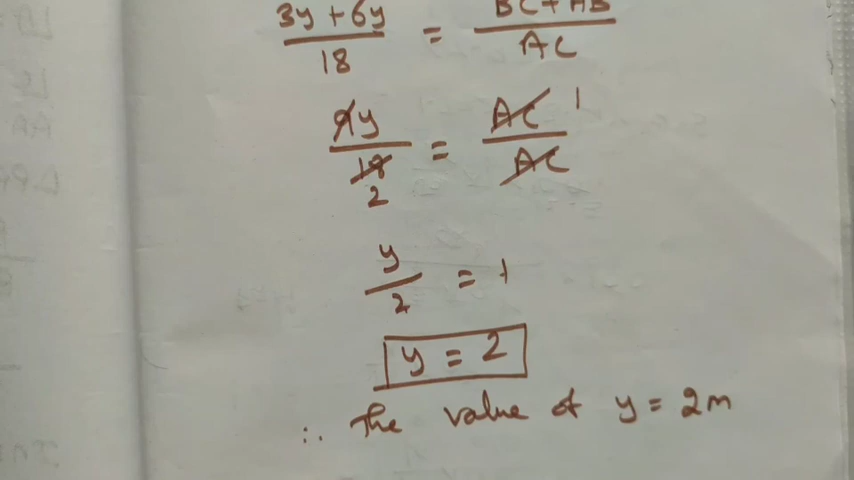 3y + 6y / 18 = BC + AB / AC
9y / 18 2 = AC 1 / AC
y / 2 = 1
y = 2
∴ The value of y = 2m